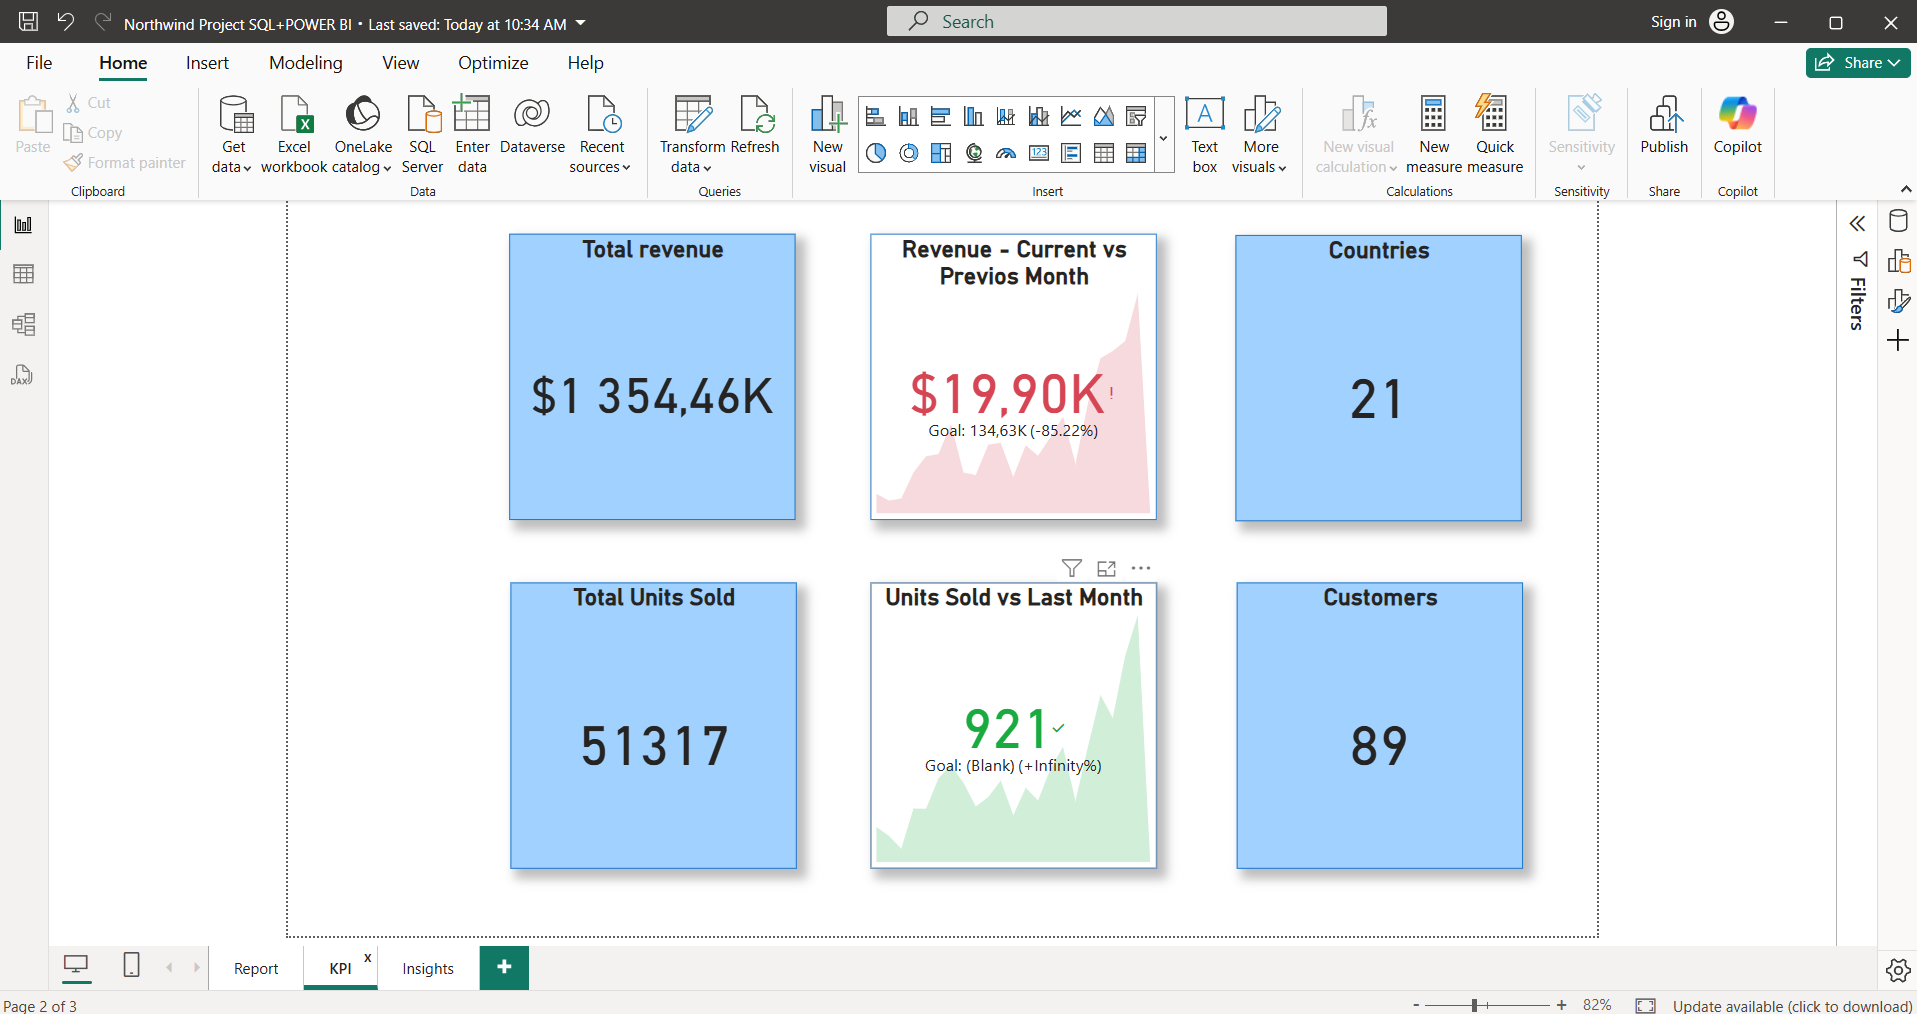 Northwind Project SQL+POWER BI • Last saved: Today at 10:34 AM
Search
Sign in
File Home Insert Modeling View Optimize Help
Share
Paste
Cut
Copy
Format painter
Clipboard
Get data
Excel workbook
OneLake catalog
SQL Server
Enter data
Dataverse
Recent sources
Data
Transform data
Refresh
Queries
New visual
123
A
Text box
More visuals
Insert
fx
New visual calculation
New measure
Quick measure
Calculations
Sensitivity
Sensitivity
Publish
Share
Copilot
Copilot
DAX
Filters
Total revenue
$1 354,46K
Revenue - Current vs
Previos Month
$19,90K!
Goal: 134,63K (-85.22%)
Countries
21
Total Units Sold
51317
Units Sold vs Last Month
921
Goal: (Blank) (+Infinity%)
Customers
89
Report KPI x Insights +
Page 2 of 3
- + 82%
Update available (click to download)